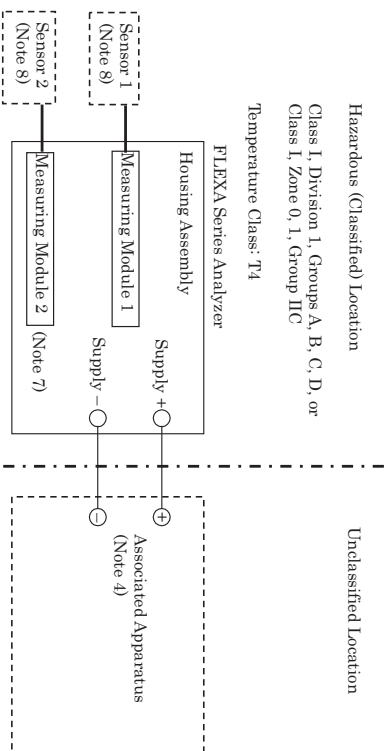 Hazardous (Classified) Location
Unclassified Location
Class I, Division 1, Groups A, B, C, D, or
Class I, Zone 0, 1, Group IIC
Temperature Class: T4
FLEXA Series Analyzer
Housing Assembly
Sensor 1
(Note 8)
Measuring Module 1
Sensor 2
(Note 8)
Measuring Module 2
(Note 7)
Supply +
Supply −
+
−
Associated Apparatus
(Note 4)